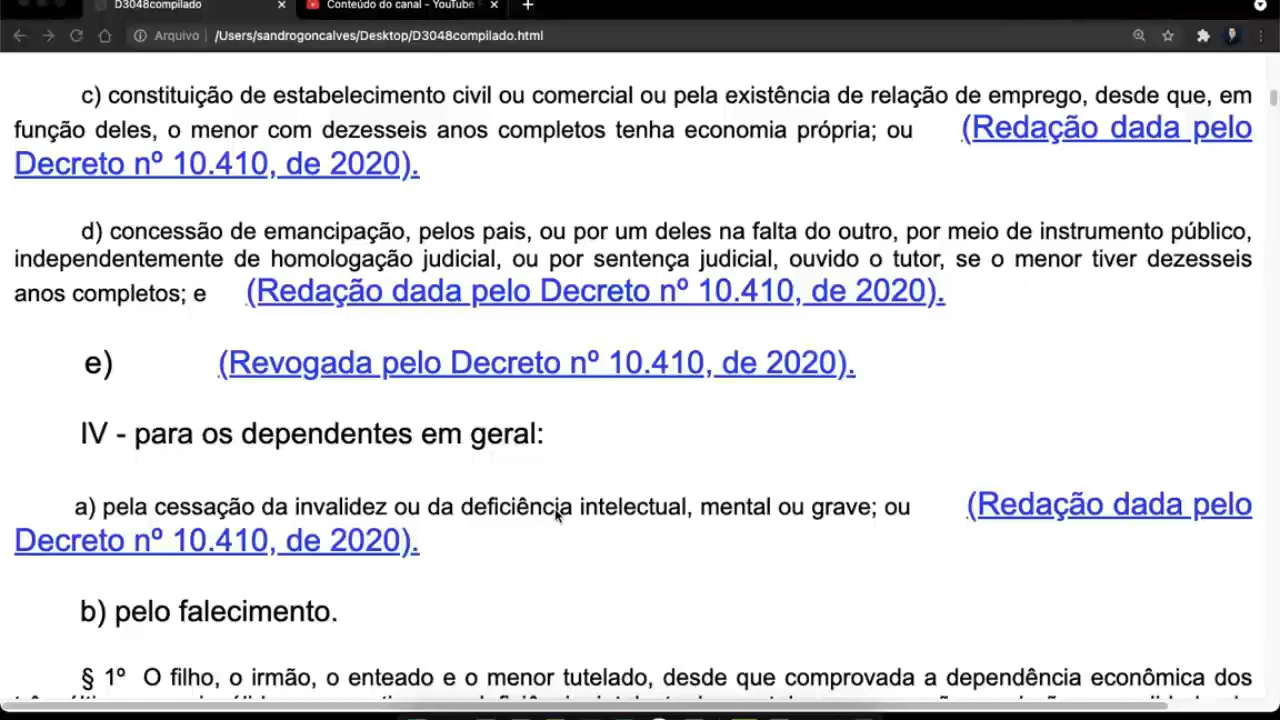 D3048compilado
Conteúdo do canal - YouTube
Arquivo /Users/sandrogoncalves/Desktop/D3048compilado.html
c) constituição de estabelecimento civil ou comercial ou pela existência de relação de emprego, desde que, em
função deles, o menor com dezesseis anos completos tenha economia própria; ou (Redação dada pelo
Decreto nº 10.410, de 2020).
d) concessão de emancipação, pelos pais, ou por um deles na falta do outro, por meio de instrumento público,
independentemente de homologação judicial, ou por sentença judicial, ouvido o tutor, se o menor tiver dezesseis
anos completos; e (Redação dada pelo Decreto nº 10.410, de 2020).
e) (Revogada pelo Decreto nº 10.410, de 2020).
IV - para os dependentes em geral:
a) pela cessação da invalidez ou da deficiência intelectual, mental ou grave; ou (Redação dada pelo
Decreto nº 10.410, de 2020).
b) pelo falecimento.
§ 1º O filho, o irmão, o enteado e o menor tutelado, desde que comprovada a dependência econômica dos